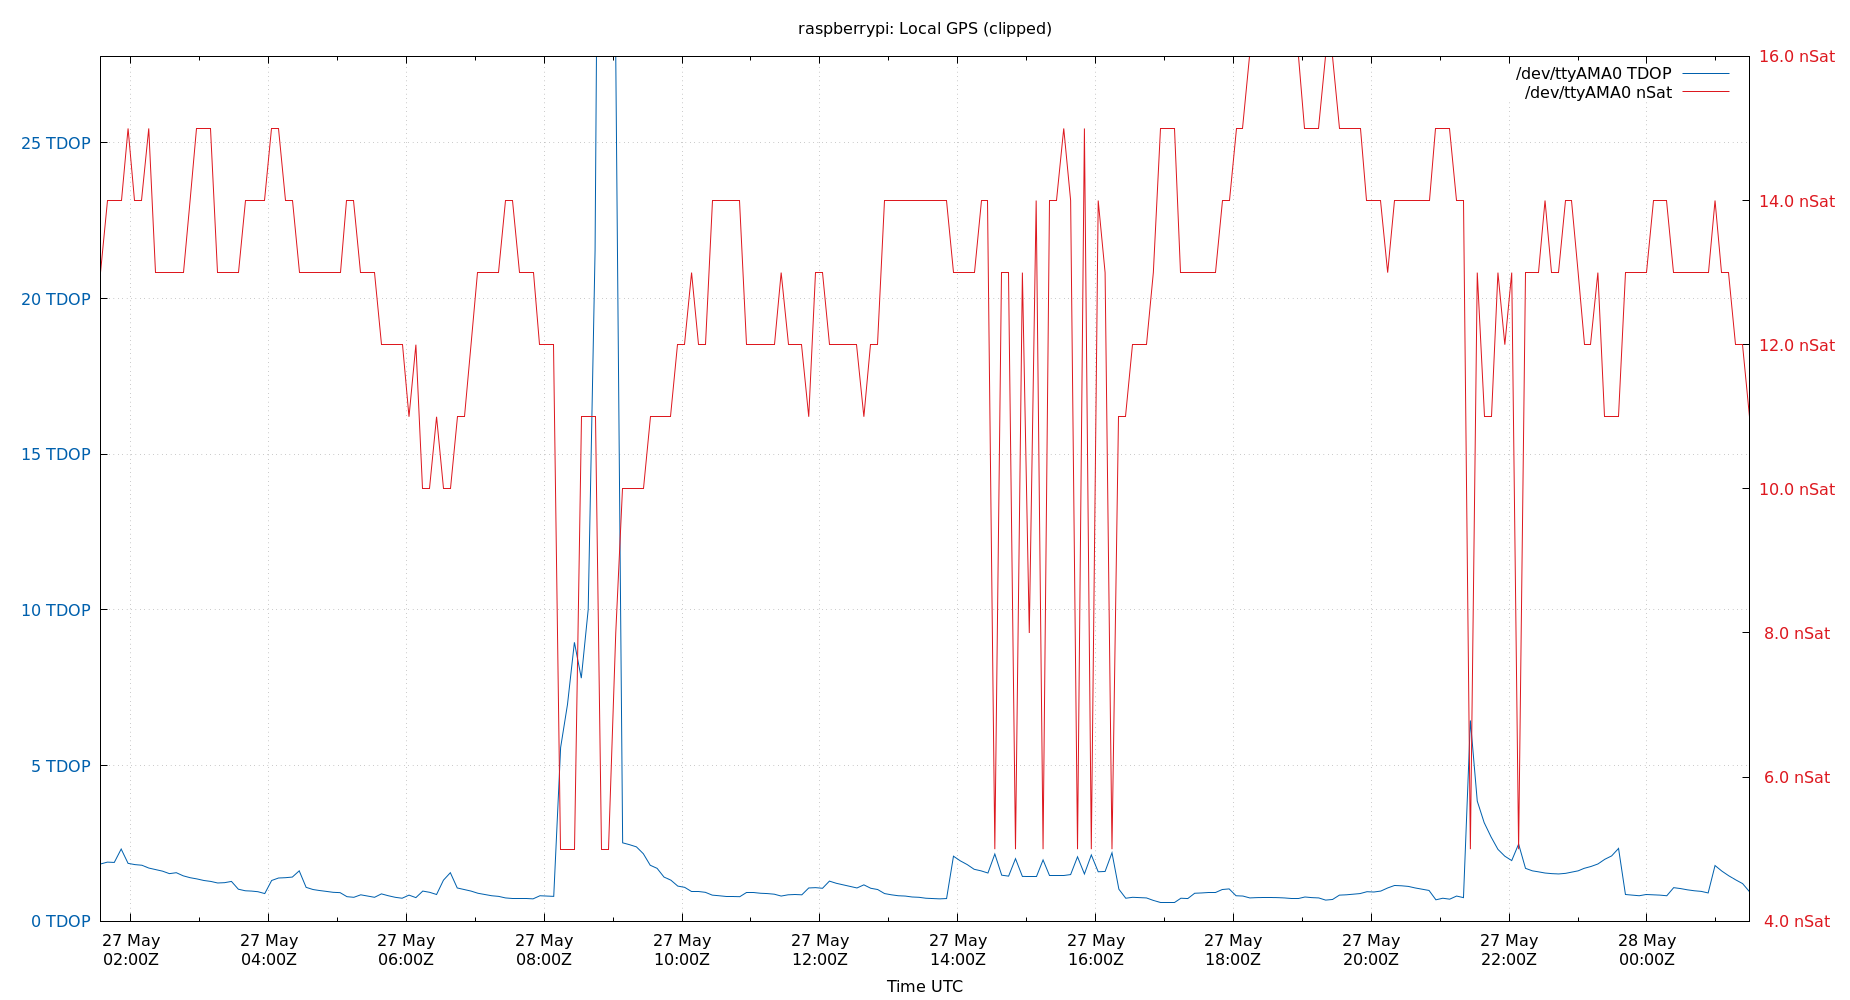 raspberrypi: Local GPS (clipped)
/dev/ttyAMA0 TDOP
/dev/ttyAMA0 nSat
25 TDOP
20 TDOP
15 TDOP
10 TDOP
5 TDOP
0 TDOP
16.0 nSat
14.0 nSat
12.0 nSat
10.0 nSat
8.0 nSat
6.0 nSat
4.0 nSat
27 May
02:00Z
27 May
04:00Z
27 May
06:00Z
27 May
08:00Z
27 May
10:00Z
27 May
12:00Z
27 May
14:00Z
27 May
16:00Z
27 May
18:00Z
27 May
20:00Z
27 May
22:00Z
28 May
00:00Z
Time UTC